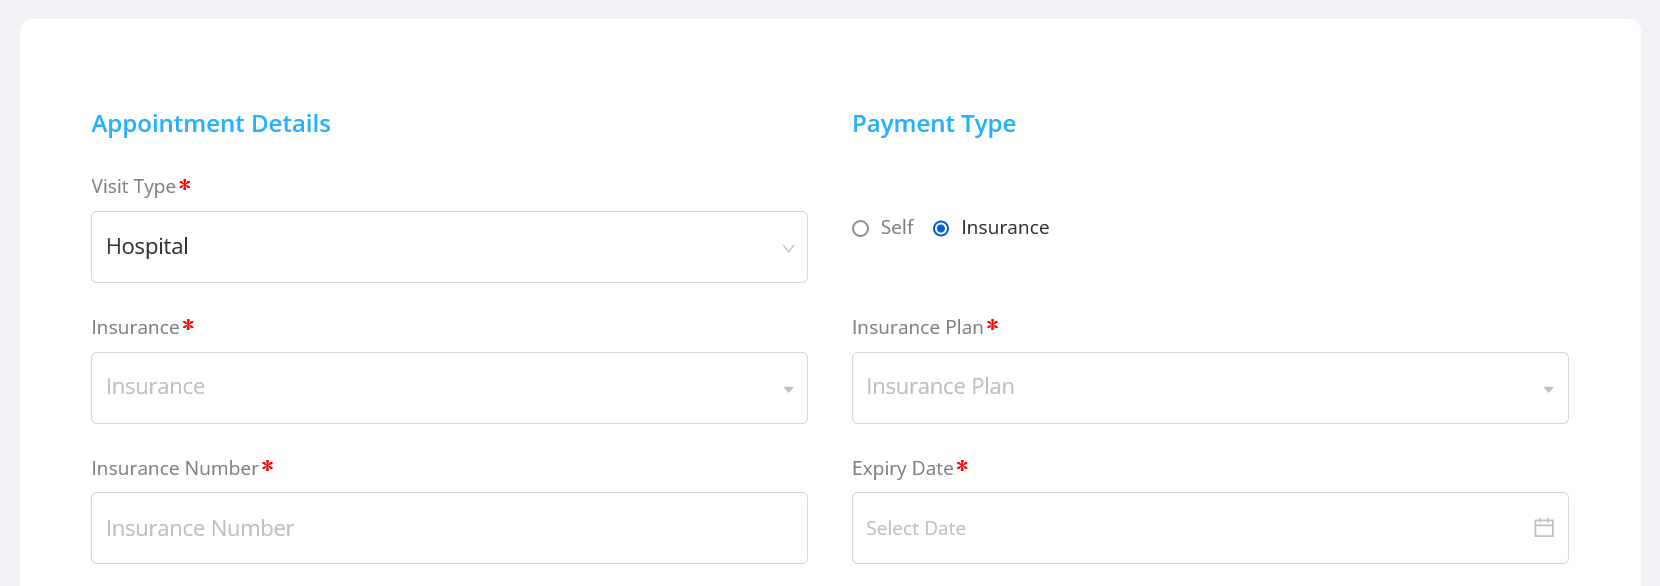 Appointment Details
Payment Type
Visit Type*
Hospital
Self
Insurance
Insurance*
Insurance
Insurance Plan*
Insurance Plan
Insurance Number*
Insurance Number
Expiry Date*
Select Date